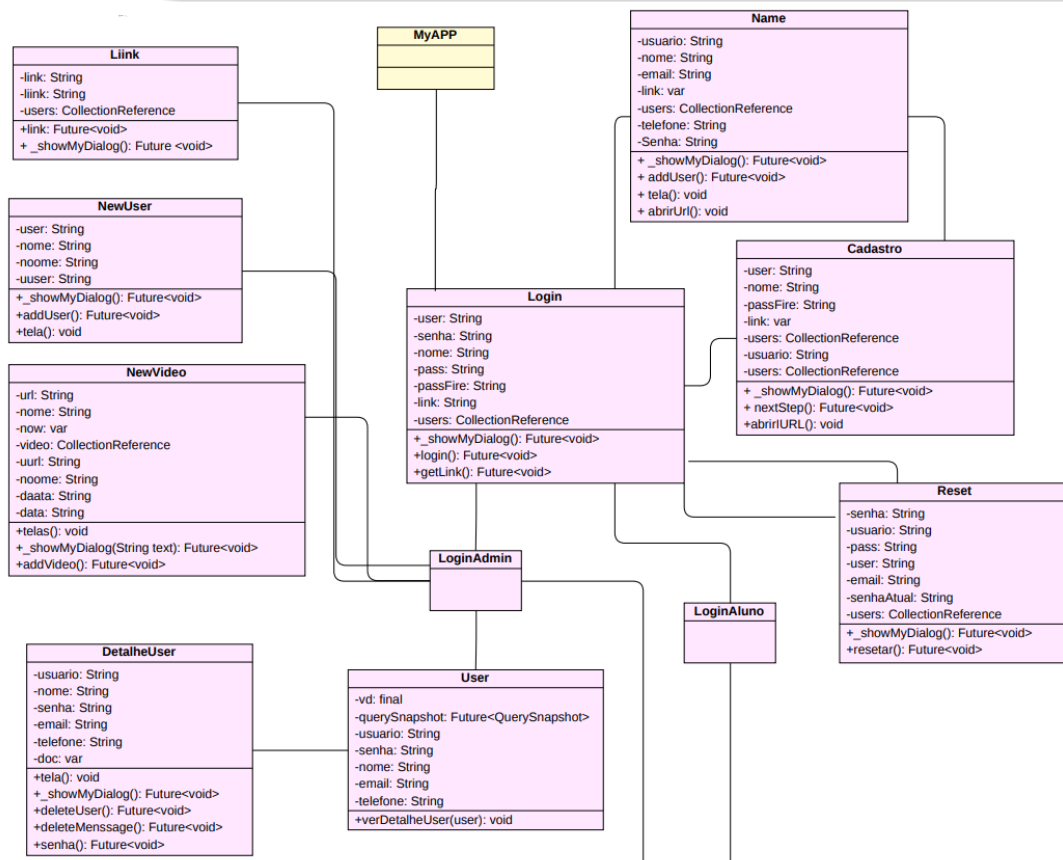 Liink
-link: String
-liink: String
-users: CollectionReference
+link: Future<void>
+ _showMyDialog(): Future <void>
MyAPP
Name
-usuario: String
-nome: String
-email: String
-link: var
-users: CollectionReference
-telefone: String
-Senha: String
+ _showMyDialog(): Future<void>
+ addUser(): Future<void>
+ tela(): void
+ abrirUrl(): void
NewUser
-user: String
-nome: String
-noome: String
-uuser: String
+_showMyDialog(): Future<void>
+addUser(): Future<void>
+tela(): void
Cadastro
-user: String
-nome: String
-passFire: String
-link: var
-users: CollectionReference
-usuario: String
-users: CollectionReference
+ _showMyDialog(): Future<void>
+ nextStep(): Future<void>
+abrirlURL(): void
Login
-user: String
-senha: String
-nome: String
-pass: String
-passFire: String
-link: String
-users: CollectionReference
+_showMyDialog(): Future<void>
+login(): Future<void>
+getLink(): Future<void>
NewVideo
-url: String
-nome: String
-now: var
-video: CollectionReference
-uurl: String
-noome: String
-daata: String
-data: String
+telas(): void
+_showMyDialog(String text): Future<void>
+addVideo(): Future<void>
Reset
-senha: String
-usuario: String
-pass: String
-user: String
-email: String
-senhaAtual: String
-users: CollectionReference
+_showMyDialog(): Future<void>
+resetar(): Future<void>
LoginAdmin
LoginAluno
DetalheUser
-usuario: String
-nome: String
-senha: String
-email: String
-telefone: String
-doc: var
+tela(): void
+_showMyDialog(): Future<void>
+deleteUser(): Future<void>
+deleteMenssage(): Future<void>
+senha(): Future<void>
User
-vd: final
-querySnapshot: Future<QuerySnapshot>
-usuario: String
-senha: String
-nome: String
-email: String
-telefone: String
+verDetalheUser(user): void